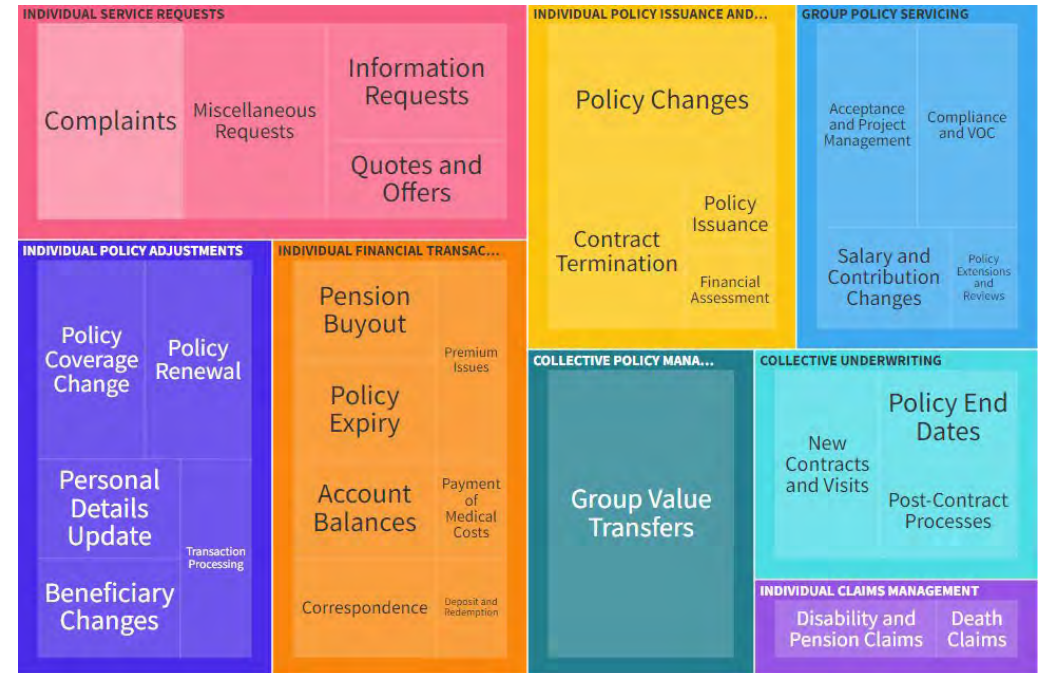 INDIVIDUAL SERVICE REQUESTS
Complaints
Miscellaneous
Requests
Information
Requests
Quotes and
Offers
INDIVIDUAL POLICY ISSUANCE AND...
Policy Changes
Contract
Termination
Policy
Issuance
Financial
Assessment
GROUP POLICY SERVICING
Acceptance
and Project
Management
Compliance
and VOC
Salary and
Contribution
Changes
Policy
Extensions
and
Reviews
INDIVIDUAL POLICY ADJUSTMENTS
Policy
Coverage
Change
Policy
Renewal
Personal
Details
Update
Transaction
Processing
Beneficiary
Changes
INDIVIDUAL FINANCIAL TRANSAC...
Pension
Buyout
Premium
Issues
Policy
Expiry
Account
Balances
Payment
of
Medical
Costs
Correspondence
Deposit and
Redemption
COLLECTIVE POLICY MANA...
Group Value
Transfers
COLLECTIVE UNDERWRITING
New
Contracts
and Visits
Policy End
Dates
Post-Contract
Processes
INDIVIDUAL CLAIMS MANAGEMENT
Disability and
Pension Claims
Death
Claims